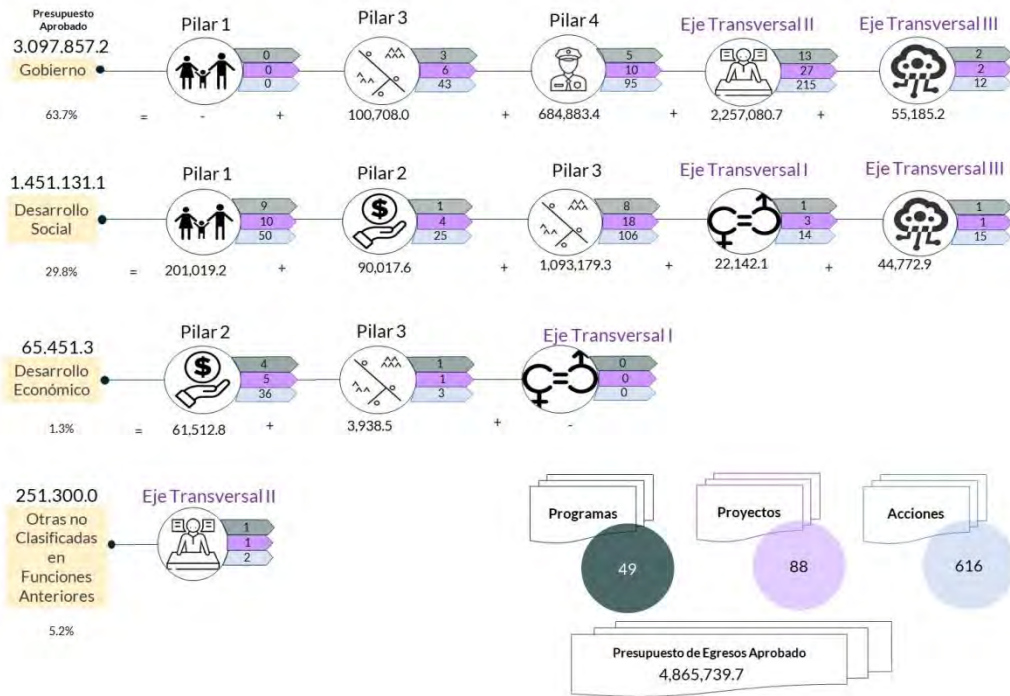 Presupuesto
Aprobado
3.097.857.2
Gobierno
63.7%
Pilar 1
0
0
0
Pilar 3
3
6
43
Pilar 4
5
10
95
Eje Transversal II
13
27
215
Eje Transversal III
2
2
12
= - + 100,708.0 + 684,883.4 + 2,257,080.7 + 55,185.2
1.451.131.1
Desarrollo
Social
29.8%
Pilar 1
9
10
50
Pilar 2
$
1
4
25
Pilar 3
8
18
106
Eje Transversal I
1
3
14
Eje Transversal III
1
1
15
= 201,019.2 + 90,017.6 + 1,093,179.3 + 22,142.1 + 44,772.9
65.451.3
Desarrollo
Económico
1.3%
Pilar 2
$
4
5
36
Pilar 3
1
1
3
Eje Transversal I
0
0
0
= 61,512.8 + 3,938.5 + -
251.300.0
Otras no
Clasificadas
en
Funciones
Anteriores
5.2%
Eje Transversal II
1
1
2
Programas
49
Proyectos
88
Acciones
616
Presupuesto de Egresos Aprobado
4,865,739.7